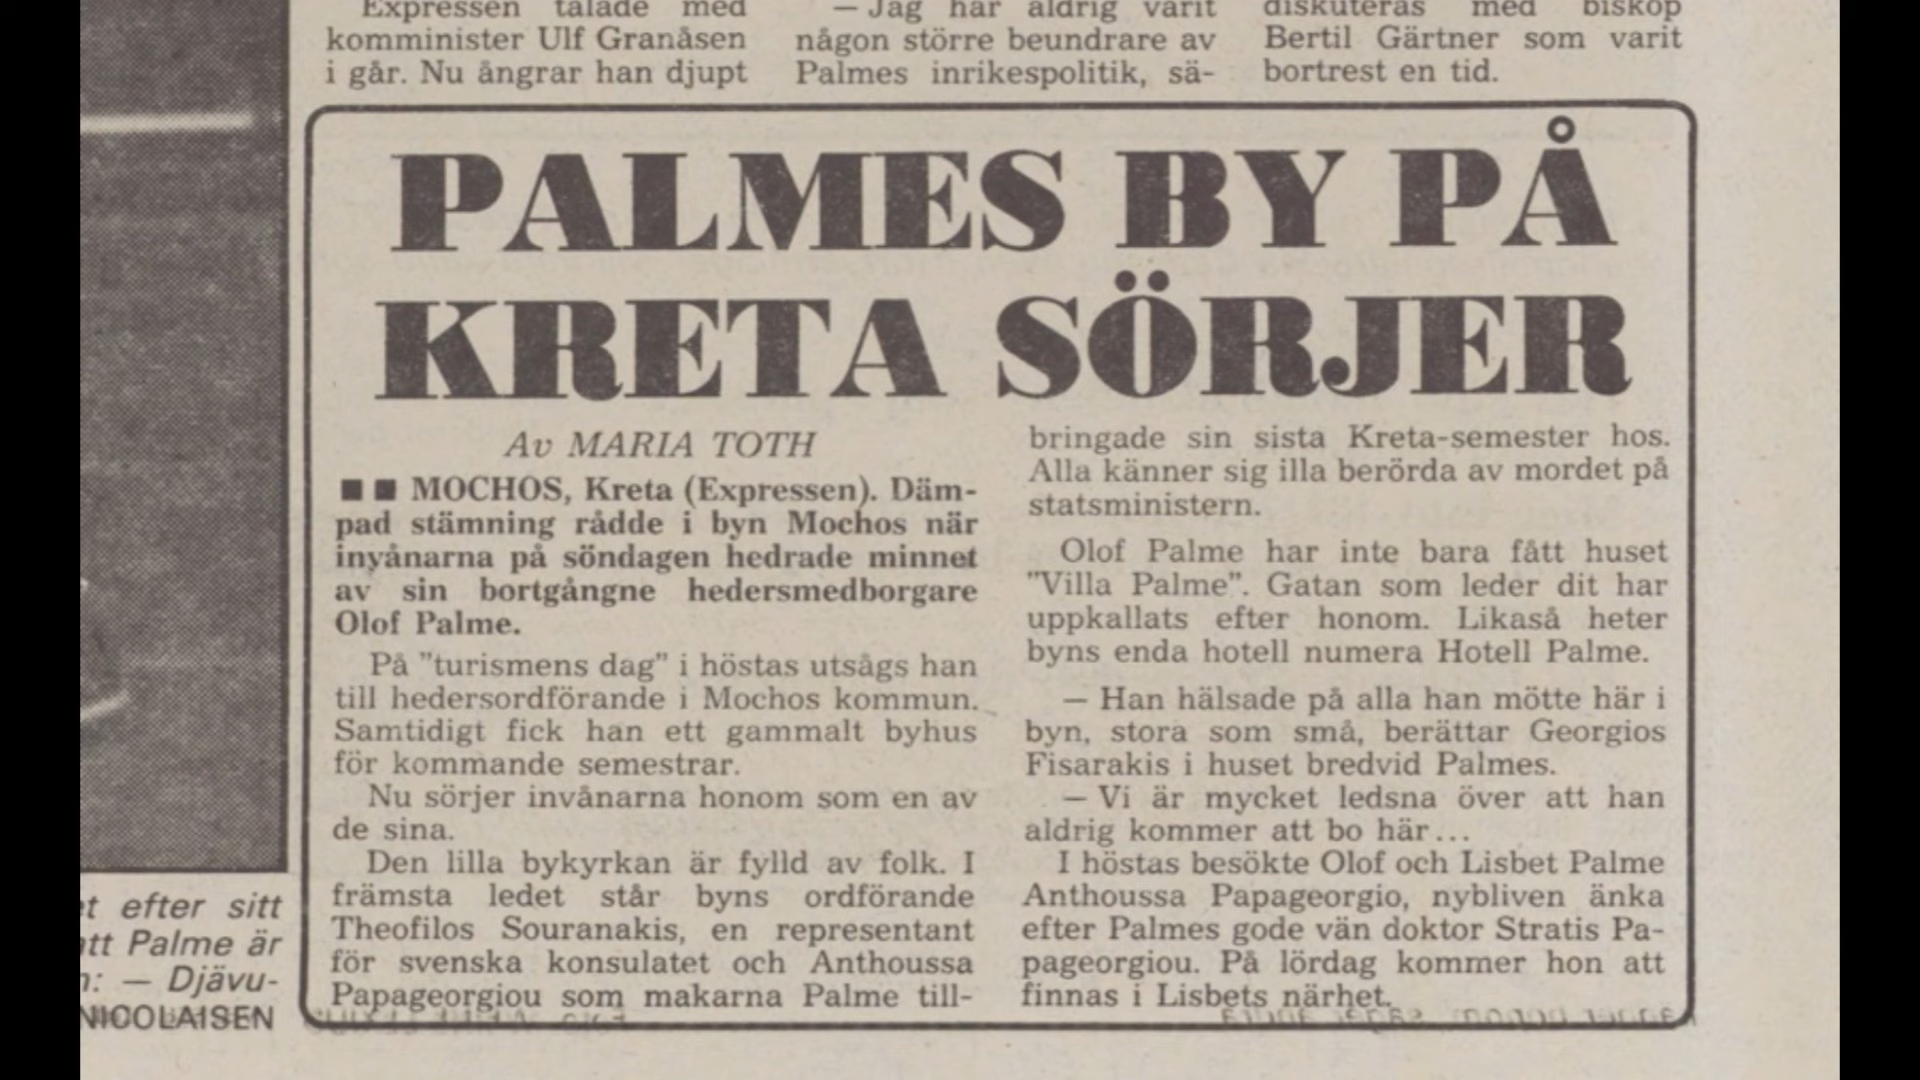 Expressen talade med
komminister Ulf Granåsen
i går. Nu ångrar han djupt
— Jag har aldrig varit
någon större beundrare av
Palmes inrikespolitik, sä-
diskuteras med biskop
Bertil Gärtner som varit
bortrest en tid.
PALMES BY PÅ
KRETA SÖRJER
Av MARIA TOTH
■ ■ MOCHOS, Kreta (Expressen). Däm-
pad stämning rådde i byn Mochos när
inyånarna på söndagen hedrade minnet
av sin bortgångne hedersmedborgare
Olof Palme.
På "turismens dag" i höstas utsågs han
till hedersordförande i Mochos kommun.
Samtidigt fick han ett gammalt byhus
för kommande semestrar.
Nu sörjer invånarna honom som en av
de sina.
Den lilla bykyrkan är fylld av folk. I
främsta ledet står byns ordförande
Theofilos Souranakis, en representant
för svenska konsulatet och Anthoussa
Papageorgiou som makarna Palme till-
bringade sin sista Kreta-semester hos.
Alla känner sig illa berörda av mordet på
statsministern.
Olof Palme har inte bara fått huset
"Villa Palme". Gatan som leder dit har
uppkallats efter honom. Likaså heter
byns enda hotell numera Hotell Palme.
— Han hälsade på alla han mötte här i
byn, stora som små, berättar Georgios
Fisarakis i huset bredvid Palmes.
— Vi är mycket ledsna över att han
aldrig kommer att bo här...
I höstas besökte Olof och Lisbet Palme
Anthoussa Papageorgio, nybliven änka
efter Palmes gode vän doktor Stratis Pa-
pageorgiou. På lördag kommer hon att
finnas i Lisbets närhet.
efter sitt
att Palme är
— Djävu-
NICOLAISEN